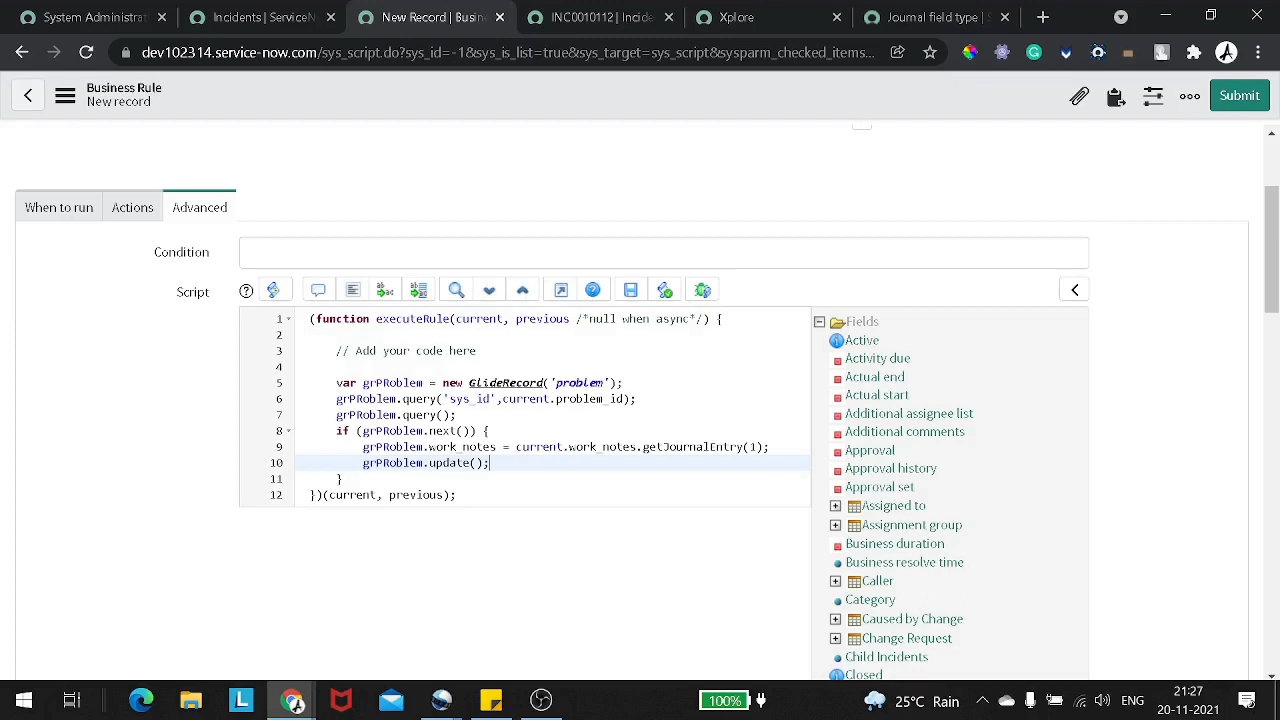 System Administrat
Incidents | ServiceN
New Record | Busine
INC0010112 | Incide
Xplore
Journal field type | S
dev102314.service-now.com/sys_script.do?sys_id=-1&sys_is_list=true&sys_target=sys_script&sysparm_checked_items...
Business Rule
New record
Submit
When to run
Actions
Advanced
Condition
Script
1 (function executeRule(current, previous /*null when async*/) {
2
3 // Add your code here
4
5 var grPRoblem = new GlideRecord('problem');
6 grPRoblem.query('sys_id',current.problem_id);
7 grPRoblem.query();
8 if (grPRoblem.next()) {
9 grPRoblem.work_notes = current.work_notes.getJournalEntry(1);
10 grPRoblem.update();
11 }
12 })(current, previous);
Fields
Active
Activity due
Actual end
Actual start
Additional assignee list
Additional comments
Approval
Approval history
Approval set
Assigned to
Assignment group
Business duration
Business resolve time
Caller
Category
Caused by Change
Change Request
Child Incidents
Closed
100%
25°C Rain
ENG
21:27
20-11-2021